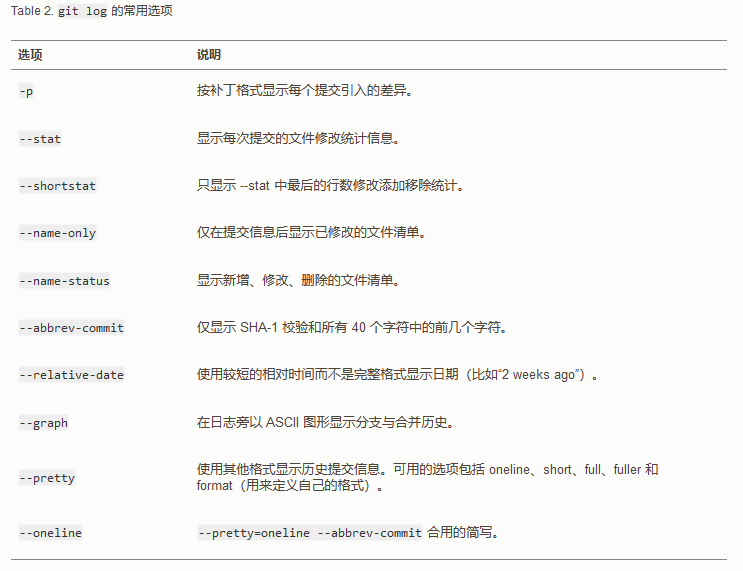 Table 2. git log 的常用选项
选项 说明
-p 按补丁格式显示每个提交引入的差异。
--stat 显示每次提交的文件修改统计信息。
--shortstat 只显示 --stat 中最后的行数修改添加移除统计。
--name-only 仅在提交信息后显示已修改的文件清单。
--name-status 显示新增、修改、删除的文件清单。
--abbrev-commit 仅显示 SHA-1 校验和所有 40 个字符中的前几个字符。
--relative-date 使用较短的相对时间而不是完整格式显示日期（比如“2 weeks ago”）。
--graph 在日志旁以 ASCII 图形显示分支与合并历史。
--pretty 使用其他格式显示历史提交信息。可用的选项包括 oneline、short、full、fuller 和
format（用来定义自己的格式）。
--oneline --pretty=oneline --abbrev-commit 合用的简写。